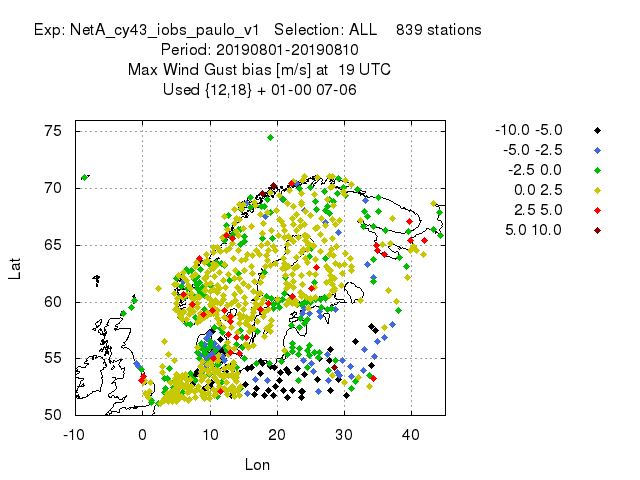 Exp: NetA_cy43_iobs_paulo_v1 Selection: ALL 839 stations
Period: 20190801-20190810
Max Wind Gust bias [m/s] at 19 UTC
Used {12,18} + 01-00 07-06
75
70
65
60
55
50
-10 0 10 20 30 40
Lat
Lon
-10.0 -5.0
-5.0 -2.5
-2.5 0.0
0.0 2.5
2.5 5.0
5.0 10.0